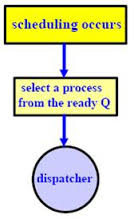 scheduling occurs
select a process
from the ready Q
dispatcher